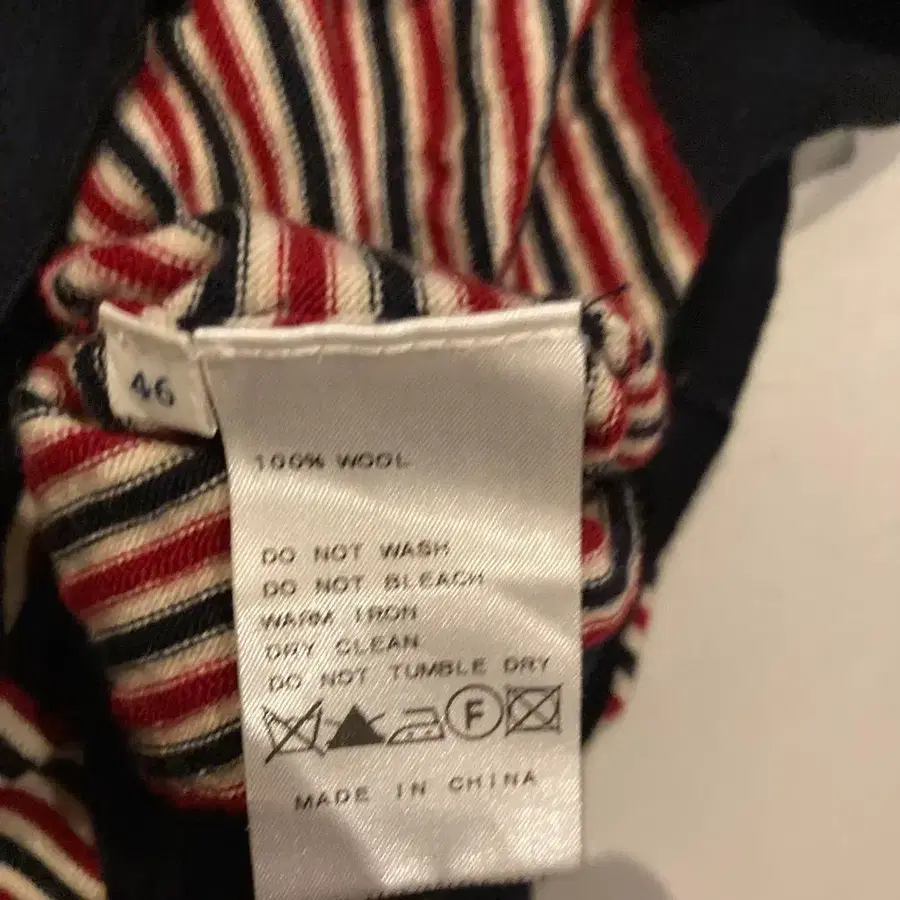 46
100% WOOL
DO NOT WASH
DO NOT BLEACH
WARM IRON
DRY CLEAN
DO NOT TUMBLE DRY
F
MADE IN CHINA